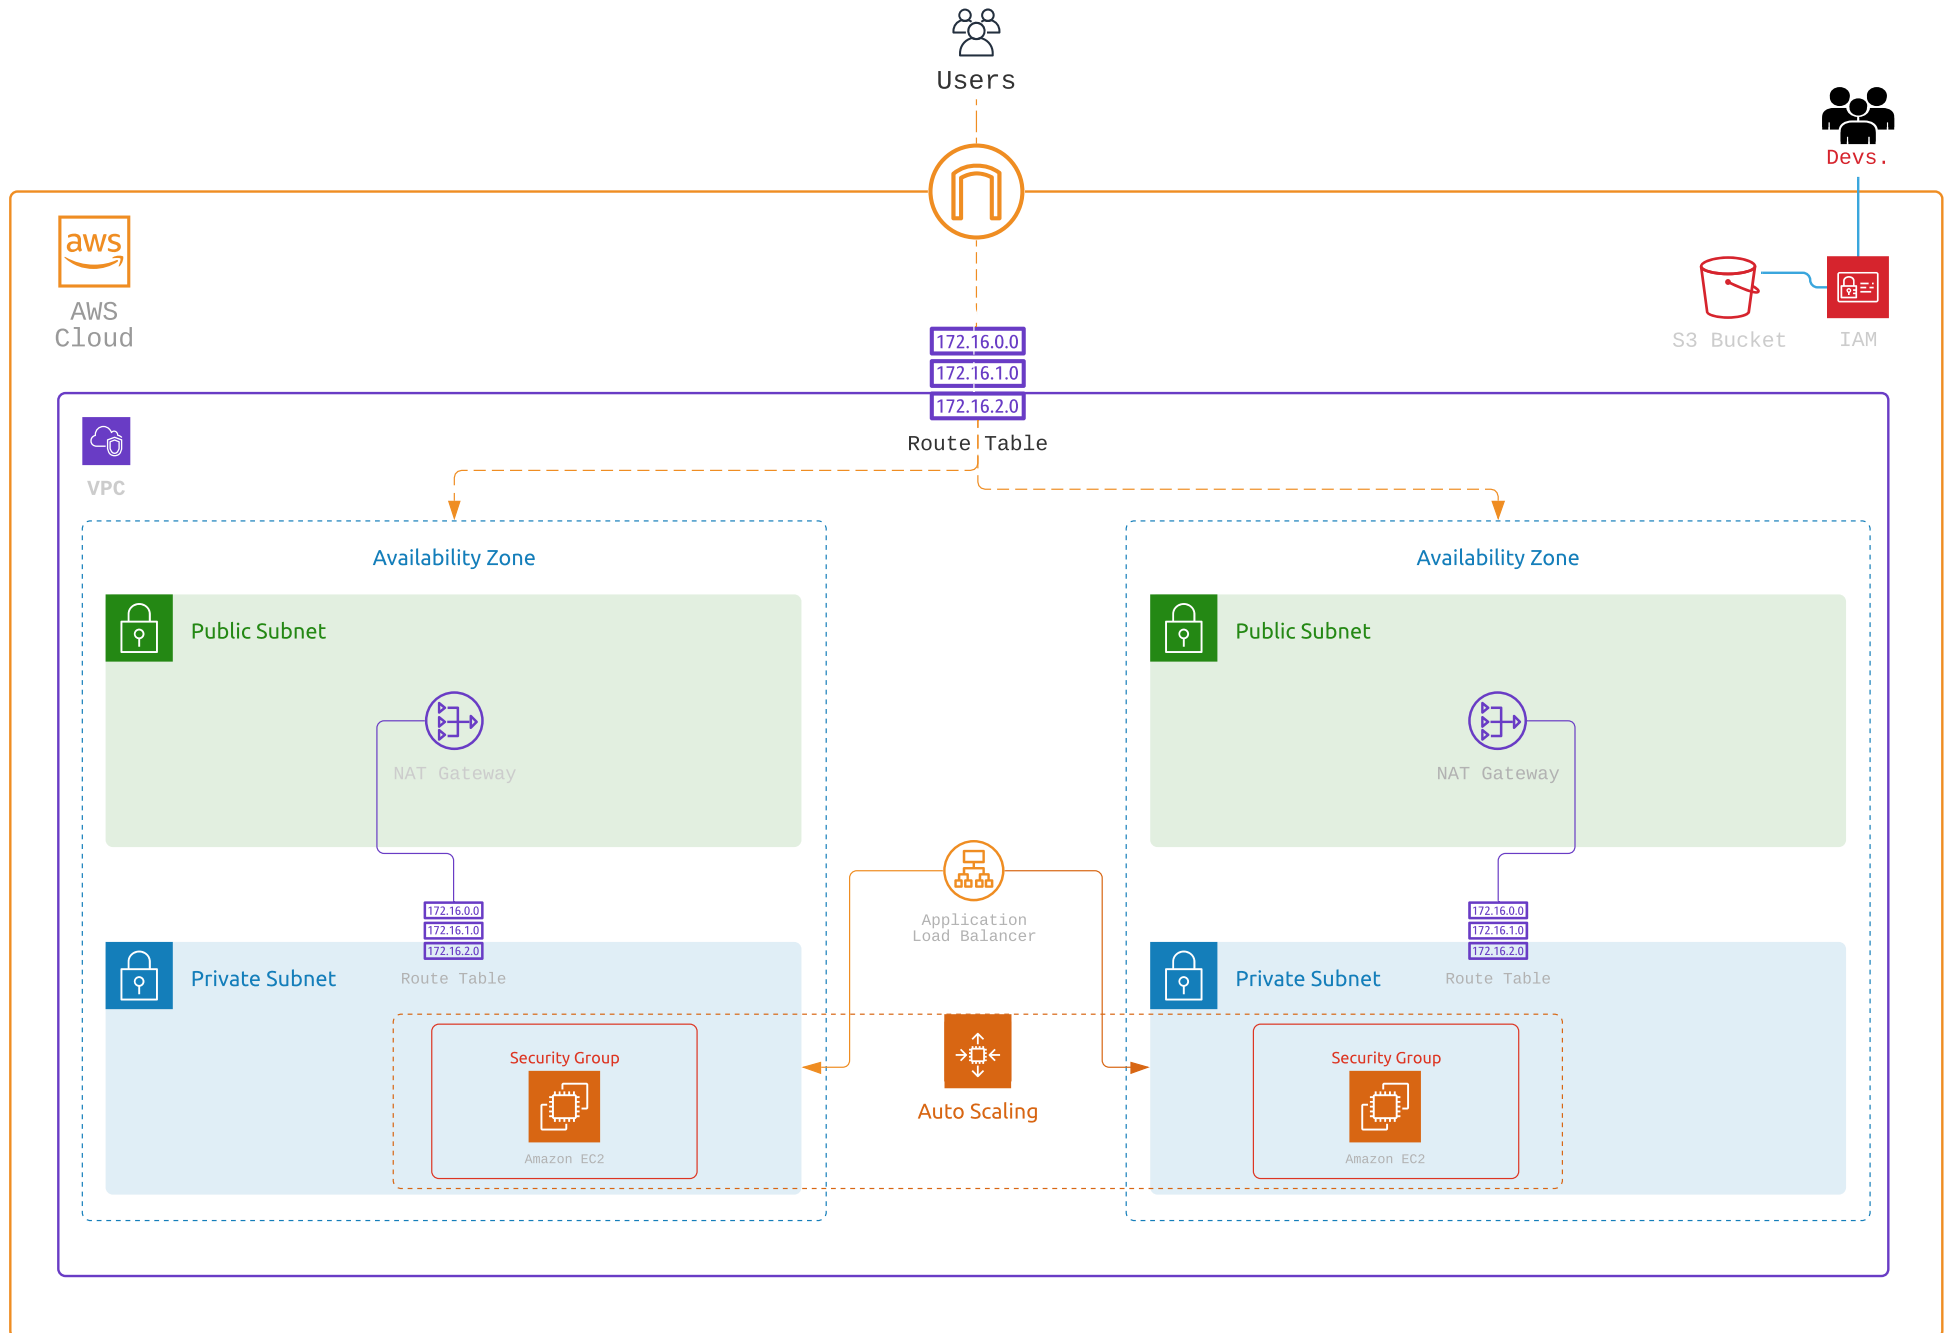 Users
Devs.
aws
AWS
Cloud
S3 Bucket
IAM
172.16.0.0
172.16.1.0
172.16.2.0
Route Table
VPC
Availability Zone
Public Subnet
NAT Gateway
172.16.0.0
172.16.1.0
172.16.2.0
Route Table
Private Subnet
Security Group
Amazon EC2
Application
Load Balancer
Auto Scaling
Availability Zone
Public Subnet
NAT Gateway
172.16.0.0
172.16.1.0
172.16.2.0
Route Table
Private Subnet
Security Group
Amazon EC2